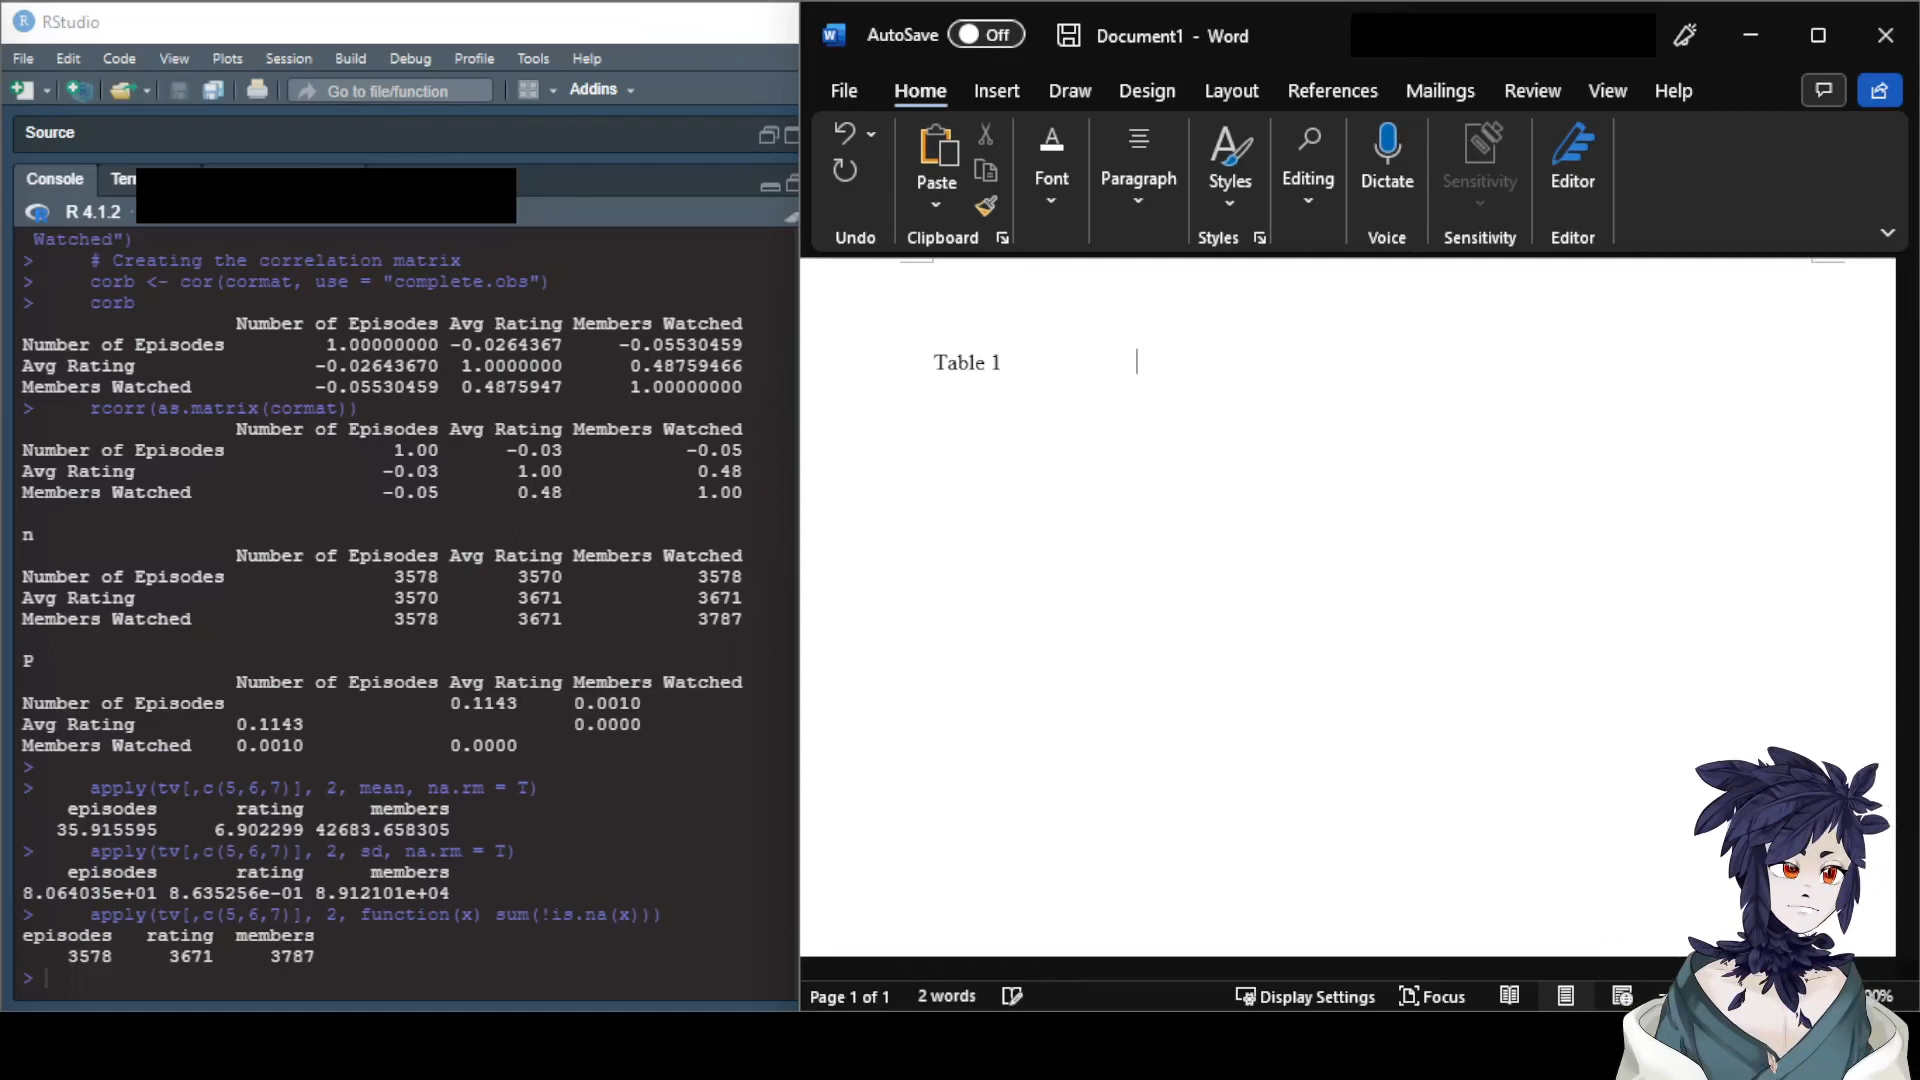 RStudio
File Edit Code View Plots Session Build Debug Profile Tools Help
Go to file/function Addins
Source
Console
R 4.1.2
Watched")
> # Creating the correlation matrix
> corb <- cor(cormat, use = "complete.obs")
> corb
Number of Episodes Avg Rating Members Watched
Number of Episodes 1.00000000 -0.0264367 -0.05530459
Avg Rating -0.02643670 1.0000000 0.48759466
Members Watched -0.05530459 0.4875947 1.00000000
> rcorr(as.matrix(cormat))
Number of Episodes Avg Rating Members Watched
Number of Episodes 1.00 -0.03 -0.05
Avg Rating -0.03 1.00 0.48
Members Watched -0.05 0.48 1.00
n
Number of Episodes Avg Rating Members Watched
Number of Episodes 3578 3570 3578
Avg Rating 3570 3671 3671
Members Watched 3578 3671 3787
P
Number of Episodes Avg Rating Members Watched
Number of Episodes 0.1143 0.0010
Avg Rating 0.1143 0.0000
Members Watched 0.0010 0.0000
>
> apply(tv[,c(5,6,7)], 2, mean, na.rm = T)
episodes rating members
35.915595 6.902299 42683.658305
> apply(tv[,c(5,6,7)], 2, sd, na.rm = T)
episodes rating members
8.064035e+01 8.635256e-01 8.912101e+04
> apply(tv[,c(5,6,7)], 2, function(x) sum(!is.na(x)))
episodes rating members
3578 3671 3787
>
AutoSave Off Document1 - Word
File Home Insert Draw Design Layout References Mailings Review View Help
Paste Font Paragraph Styles Editing Dictate Sensitivity Editor
Undo Clipboard Styles Voice Sensitivity Editor
Table 1
Page 1 of 1 2 words Display Settings Focus